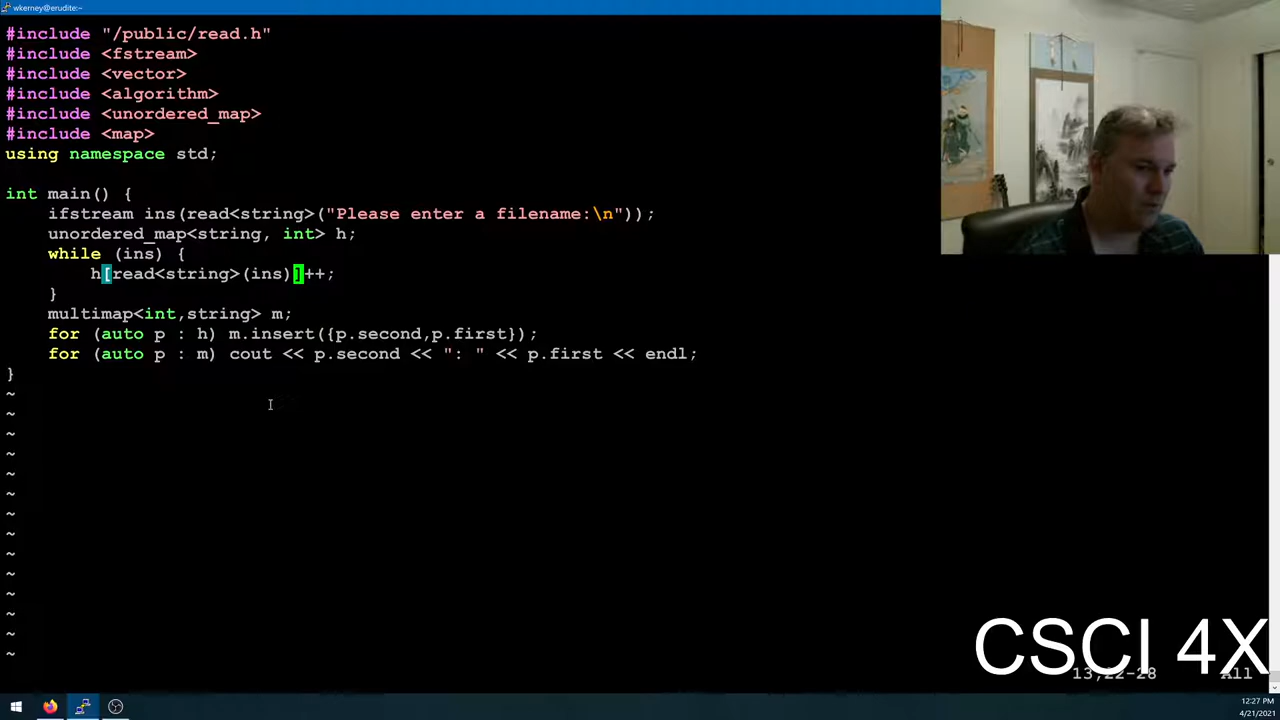 wkerney@erudite:~
#include "/public/read.h"
#include <fstream>
#include <vector>
#include <algorithm>
#include <unordered_map>
#include <map>
using namespace std;
int main() {
    ifstream ins(read<string>("Please enter a filename:\n"));
    unordered_map<string, int> h;
    while (ins) {
        h[read<string>(ins)]++;
    }
    multimap<int,string> m;
    for (auto p : h) m.insert({p.second,p.first});
    for (auto p : m) cout << p.second << ": " << p.first << endl;
}
~
~
~
~
~
~
~
~
~
~
~
~
~
~
CSCI 4X
13,22-28 All
12:27 PM
4/21/2021